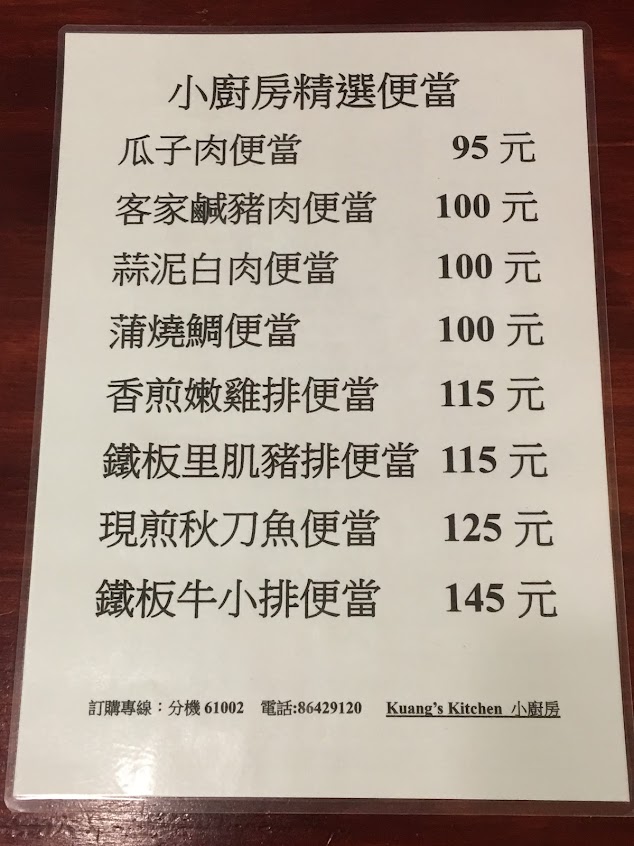 小廚房精選便當
瓜子肉便當 95 元
客家鹹豬肉便當 100 元
蒜泥白肉便當 100 元
蒲燒鯛便當 100 元
香煎嫩雞排便當 115 元
鐵板里肌豬排便當 115 元
現煎秋刀魚便當 125 元
鐵板牛小排便當 145 元
訂購專線：分機 61002 電話:86429120 Kuang's Kitchen 小廚房